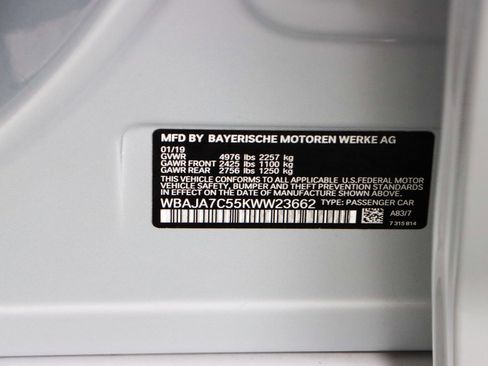 MFD BY BAYERISCHE MOTOREN WERKE AG
01/19
GVWR 4976 lbs 2257 kg
GAWR FRONT 2425 lbs 1100 kg
GAWR REAR 2756 lbs 1250 kg
THIS VEHICLE CONFORMS TO ALL APPLICABLE U.S.FEDERAL MOTOR
VEHICLE SAFETY, BUMPER, AND THEFT PREVENTION STANDARDS
IN EFFECT ON THE DATE OF MANUFACTURE SHOWN ABOVE.
WBAJA7C55KWW23662 TYPE: PASSENGER CAR
A83/7
7 315 814